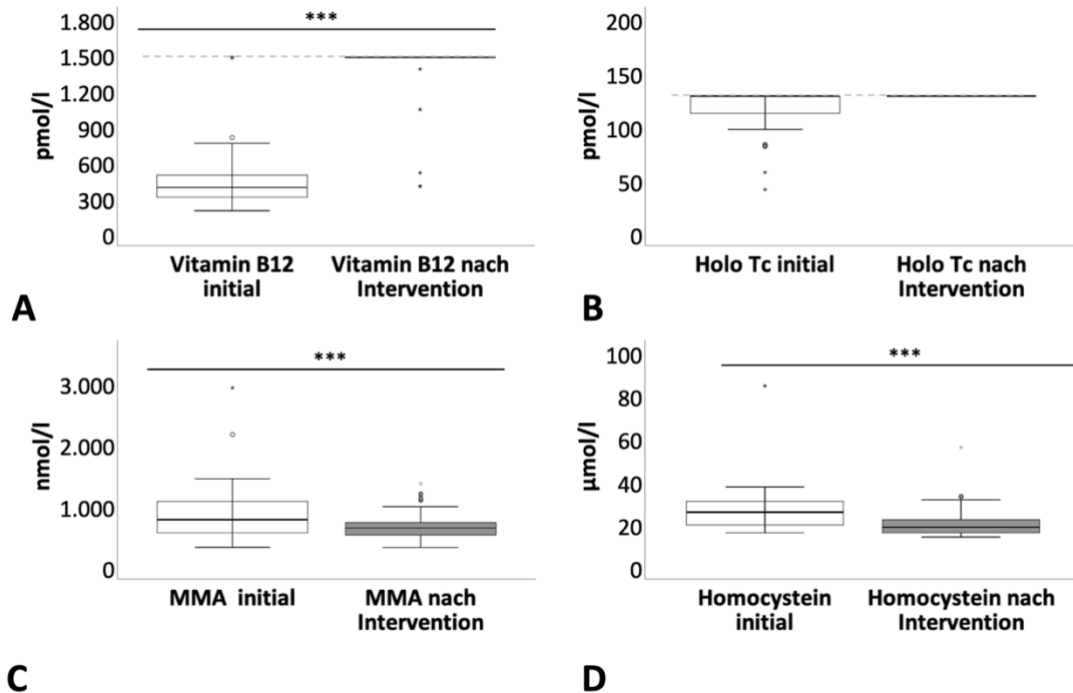 ***
1.800
1.500
1.200
900
600
300
0
pmol/l
Vitamin B12
initial
Vitamin B12 nach
Intervention
A
200
150
100
50
0
pmol/l
Holo Tc initial
Holo Tc nach
Intervention
B
***
3.000
2.000
1.000
0
nmol/l
MMA initial
MMA nach
Intervention
C
***
100
80
60
40
20
0
µmol/l
Homocystein
initial
Homocystein nach
Intervention
D